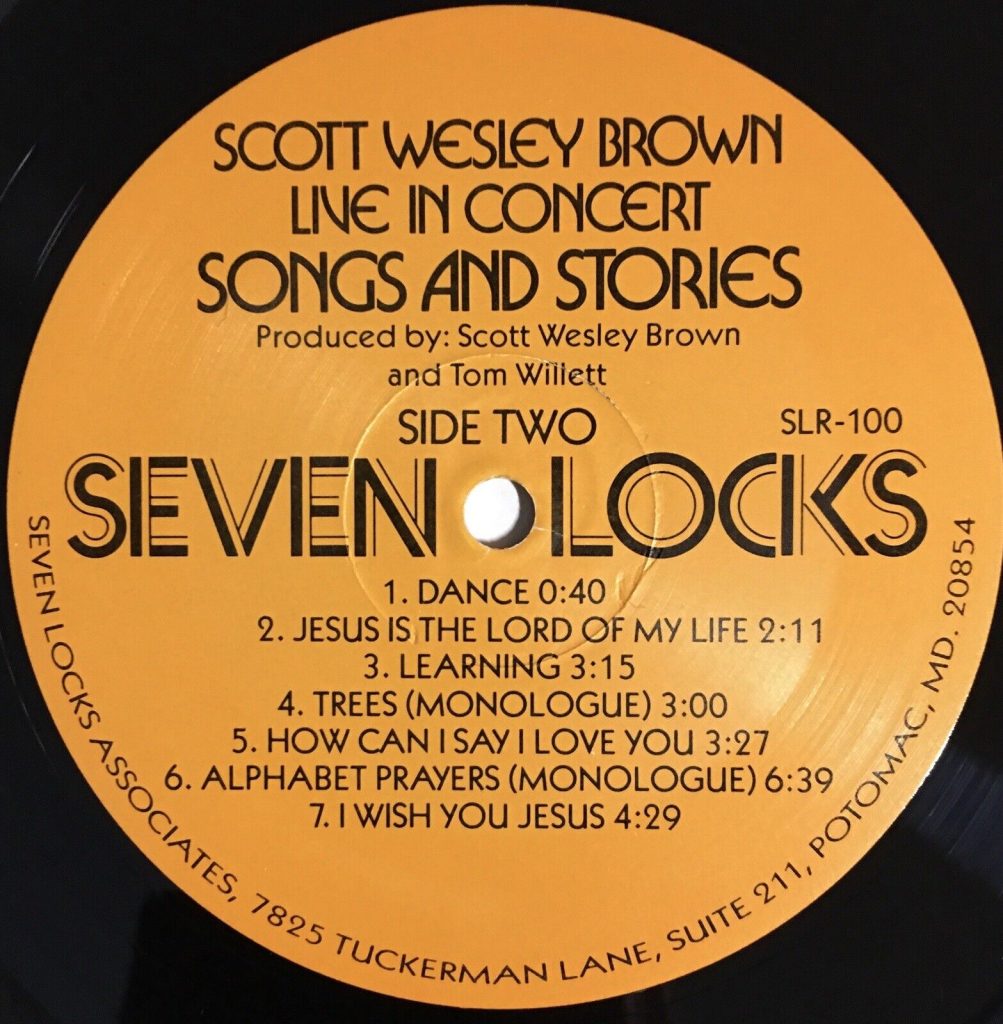 SCOTT WESLEY BROWN
LIVE IN CONCERT
SONGS AND STORIES
Produced by: Scott Wesley Brown
and Tom Willett
SIDE TWO
SLR-100
SEVEN LOCKS
1. DANCE 0:40
2. JESUS IS THE LORD OF MY LIFE 2:11
3. LEARNING 3:15
4. TREES (MONOLOGUE) 3:00
5. HOW CAN I SAY I LOVE YOU 3:27
6. ALPHABET PRAYERS (MONOLOGUE) 6:39
7. I WISH YOU JESUS 4:29
SEVEN LOCKS ASSOCIATES, 7825 TUCKERMAN LANE, SUITE 211, POTOMAC, MD. 20854